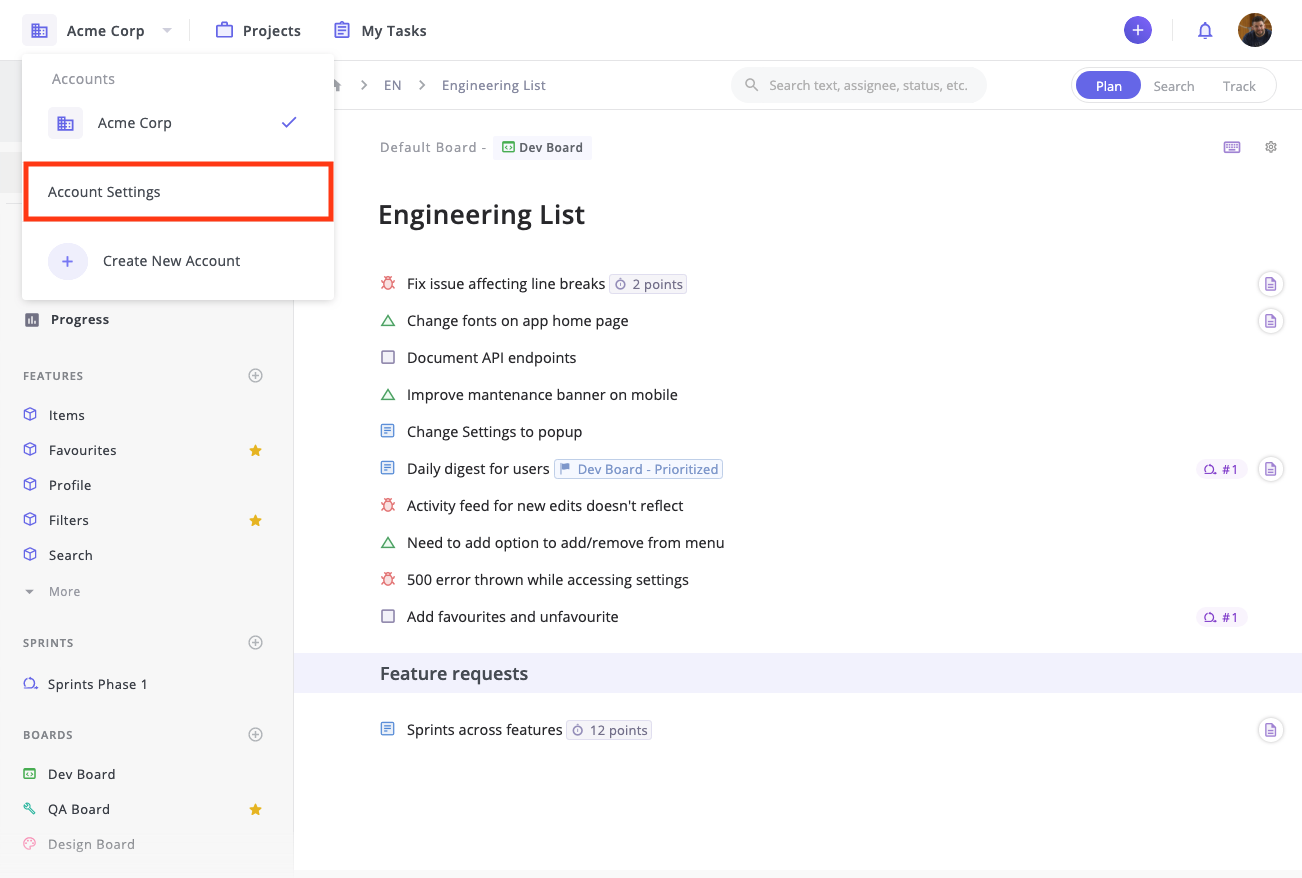 Acme Corp
Projects
My Tasks
Accounts
Acme Corp
Account Settings
Create New Account
EN
Engineering List
Search text, assignee, status, etc.
Plan
Search
Track
Default Board -
Dev Board
Engineering List
Fix issue affecting line breaks 2 points
Change fonts on app home page
Document API endpoints
Improve mantenance banner on mobile
Change Settings to popup
Daily digest for users Dev Board - Prioritized #1
Activity feed for new edits doesn't reflect
Need to add option to add/remove from menu
500 error thrown while accessing settings
Add favourites and unfavourite #1
Feature requests
Sprints across features 12 points
Progress
FEATURES
Items
Favourites
Profile
Filters
Search
More
SPRINTS
Sprints Phase 1
BOARDS
Dev Board
QA Board
Design Board